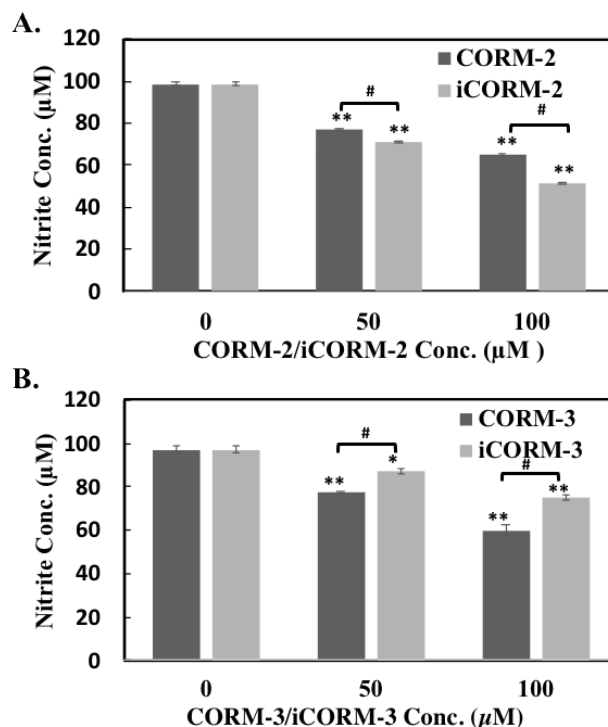 A.
120
100
80
60
40
20
0
Nitrite Conc. (µM)
CORM-2
iCORM-2
#
#
**
**
**
**
0 50 100
CORM-2/iCORM-2 Conc. (µM )
B.
120
100
80
60
40
20
0
Nitrite Conc. (µM)
CORM-3
iCORM-3
#
#
**
*
**
**
0 50 100
CORM-3/iCORM-3 Conc. (µM)